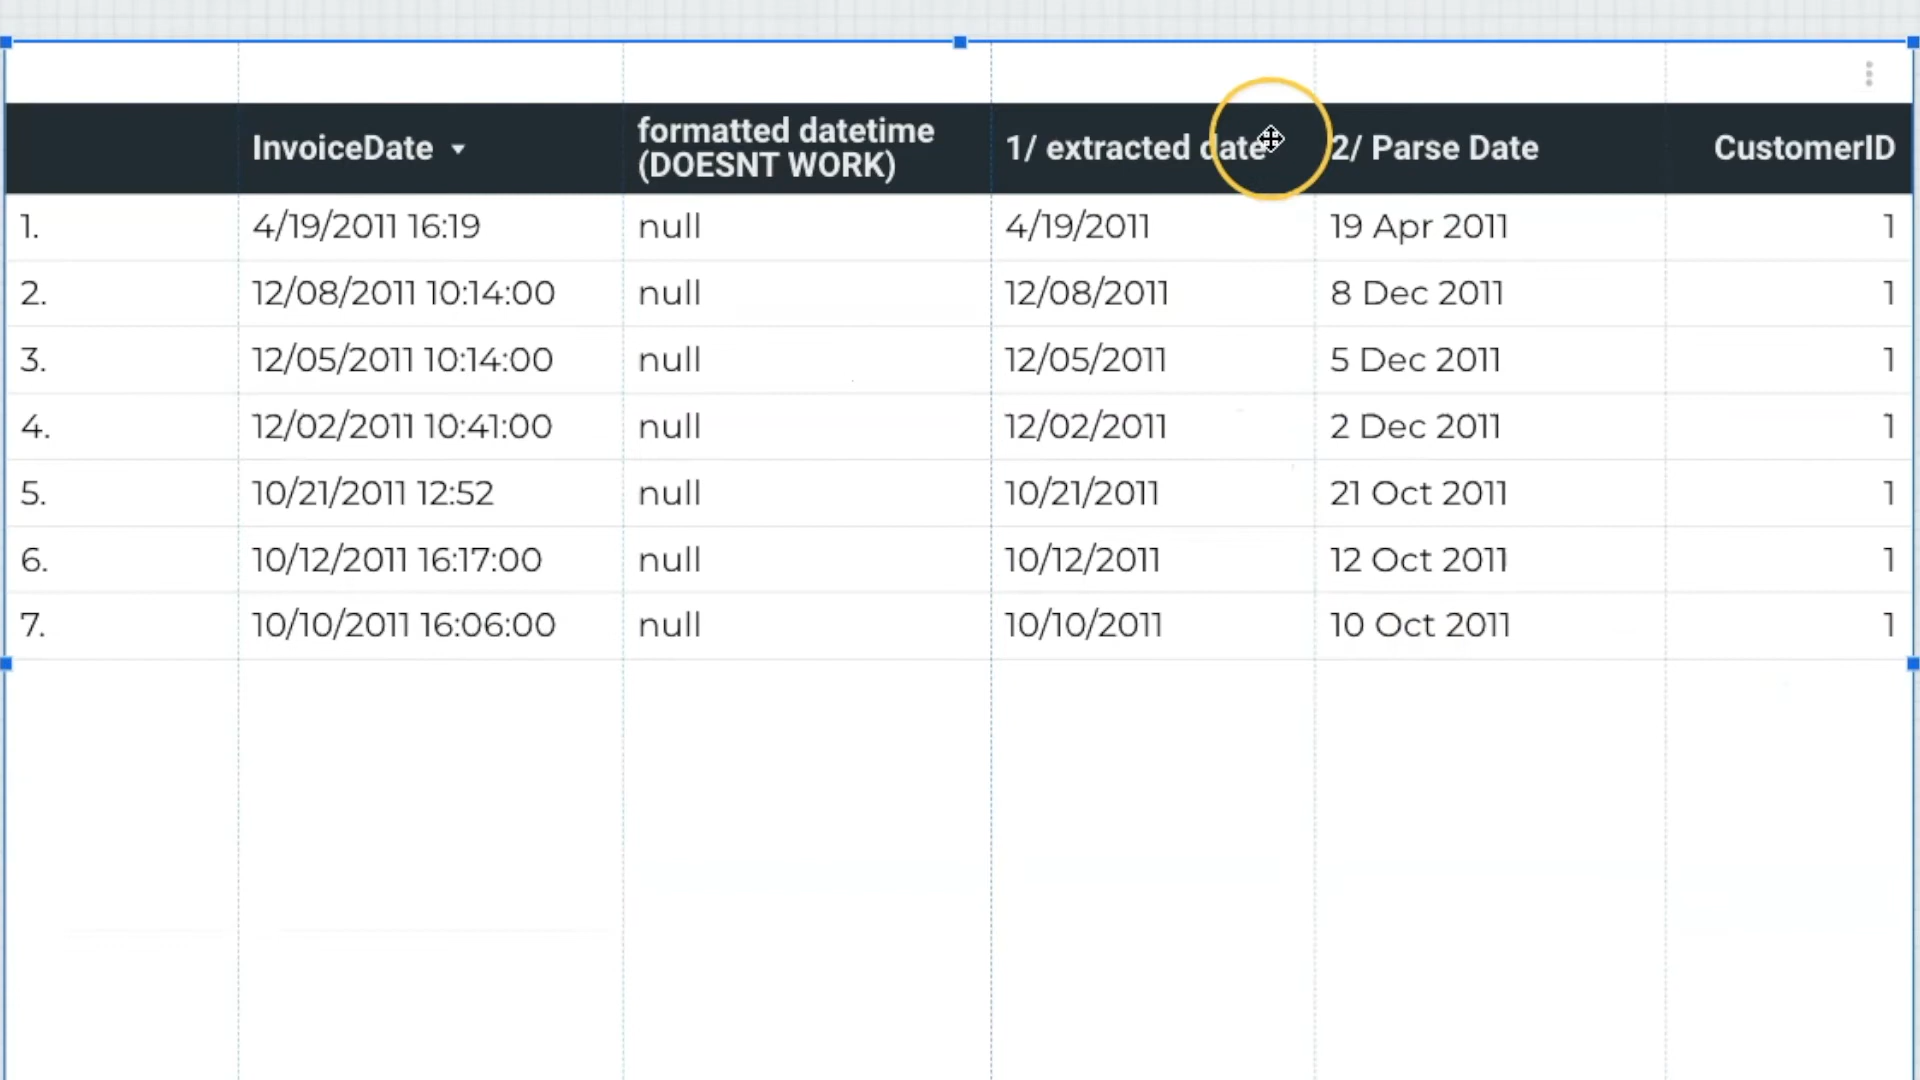 InvoiceDate
formatted datetime
(DOESNT WORK)
1/ extracted date
2/ Parse Date
CustomerID
1. 4/19/2011 16:19 null 4/19/2011 19 Apr 2011 1
2. 12/08/2011 10:14:00 null 12/08/2011 8 Dec 2011 1
3. 12/05/2011 10:14:00 null 12/05/2011 5 Dec 2011 1
4. 12/02/2011 10:41:00 null 12/02/2011 2 Dec 2011 1
5. 10/21/2011 12:52 null 10/21/2011 21 Oct 2011 1
6. 10/12/2011 16:17:00 null 10/12/2011 12 Oct 2011 1
7. 10/10/2011 16:06:00 null 10/10/2011 10 Oct 2011 1